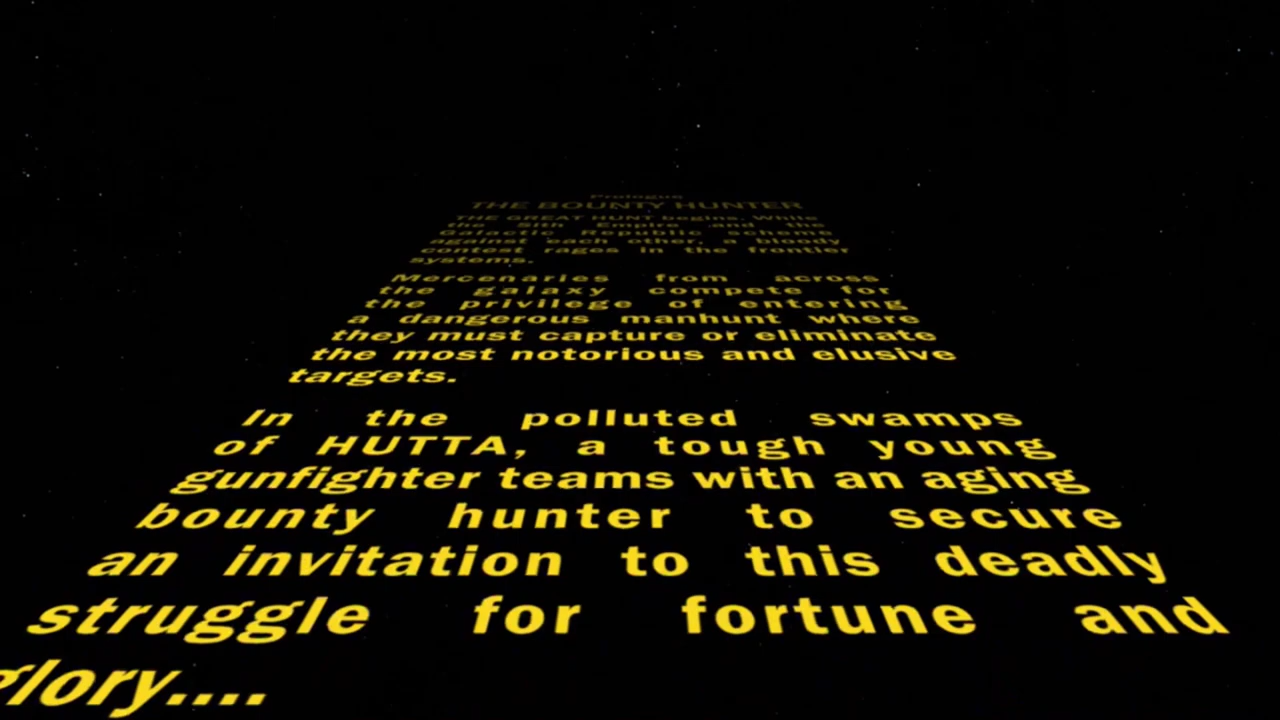 Prologue
THE BOUNTY HUNTER
THE GREAT HUNT begins. While
the Sith Empire and the
Galactic Republic scheme
against each other, a bloody
contest rages in the frontier
systems.
Mercenaries from across
the galaxy compete for
the privilege of entering
a dangerous manhunt where
they must capture or eliminate
the most notorious and elusive
targets.
In the polluted swamps
of HUTTA, a tough young
gunfighter teams with an aging
bounty hunter to secure
an invitation to this deadly
struggle for fortune and
glory....